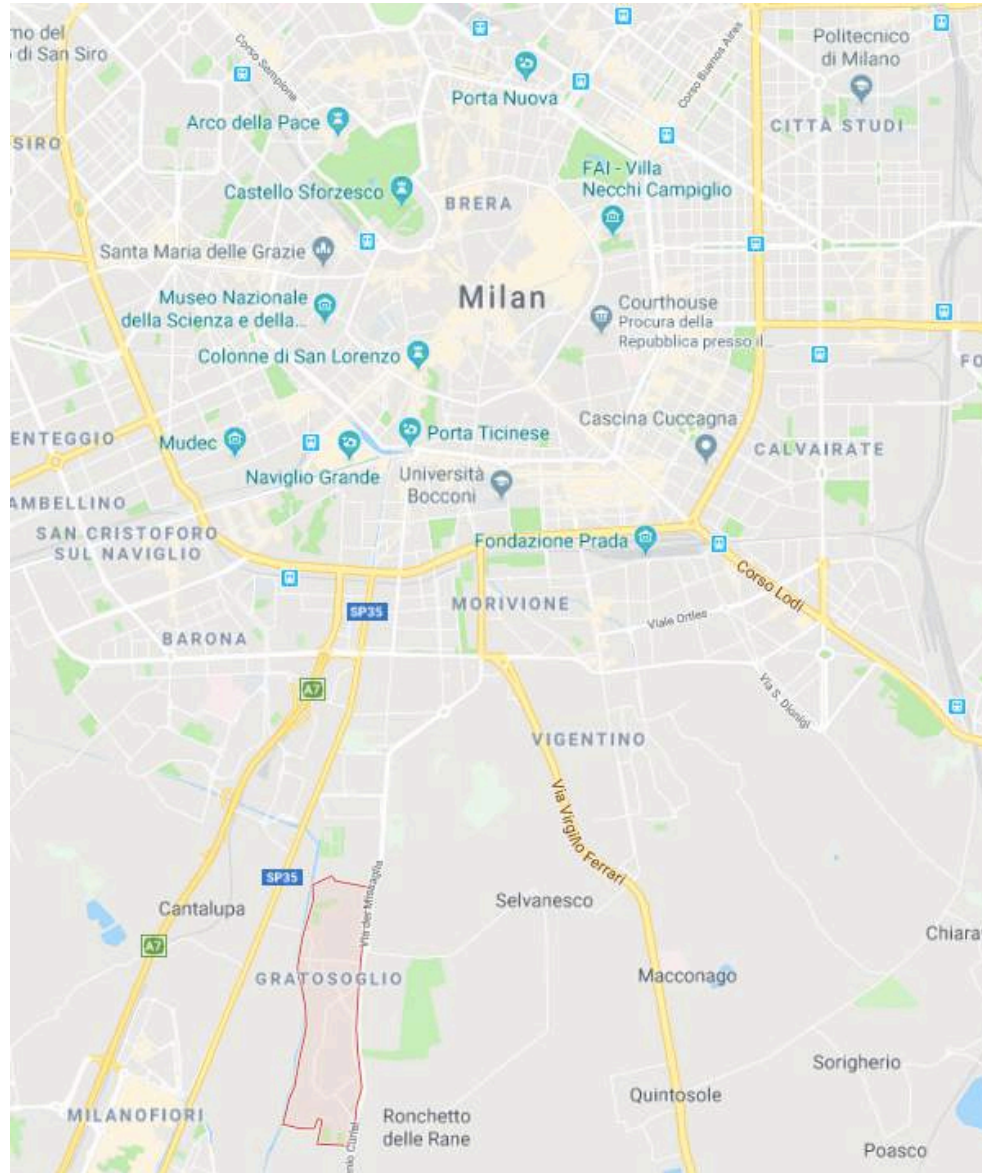 mo del
di San Siro
Corso Sempione
Porta Nuova
Corso Buenos Aires
Politecnico
di Milano
Arco della Pace
CITTÀ STUDI
SIRO
FAI - Villa
Necchi Campiglio
Castello Sforzesco
BRERA
Santa Maria delle Grazie
Museo Nazionale
della Scienza e della...
Milan
Courthouse
Procura della
Repubblica presso il...
Colonne di San Lorenzo
FO
Cascina Cuccagna
Porta Ticinese
ENTEGGIO
Mudec
CALVAIRATE
Naviglio Grande
Università
Bocconi
AMBELLINO
SAN CRISTOFORO
SUL NAVIGLIO
Fondazione Prada
Corso Lodi
MORIVIONE
SP35
Viale Ortles
BARONA
A7
Via S. Dionigi
VIGENTINO
Via Virgilio Ferrari
SP35
Via dei Missaglia
Cantalupa
Selvanesco
Chiara
A7
GRATOSOGLIO
Macconago
Sorigherio
Quintosole
MILANOFIORI
Ronchetto
delle Rane
nio Curiel
Poasco